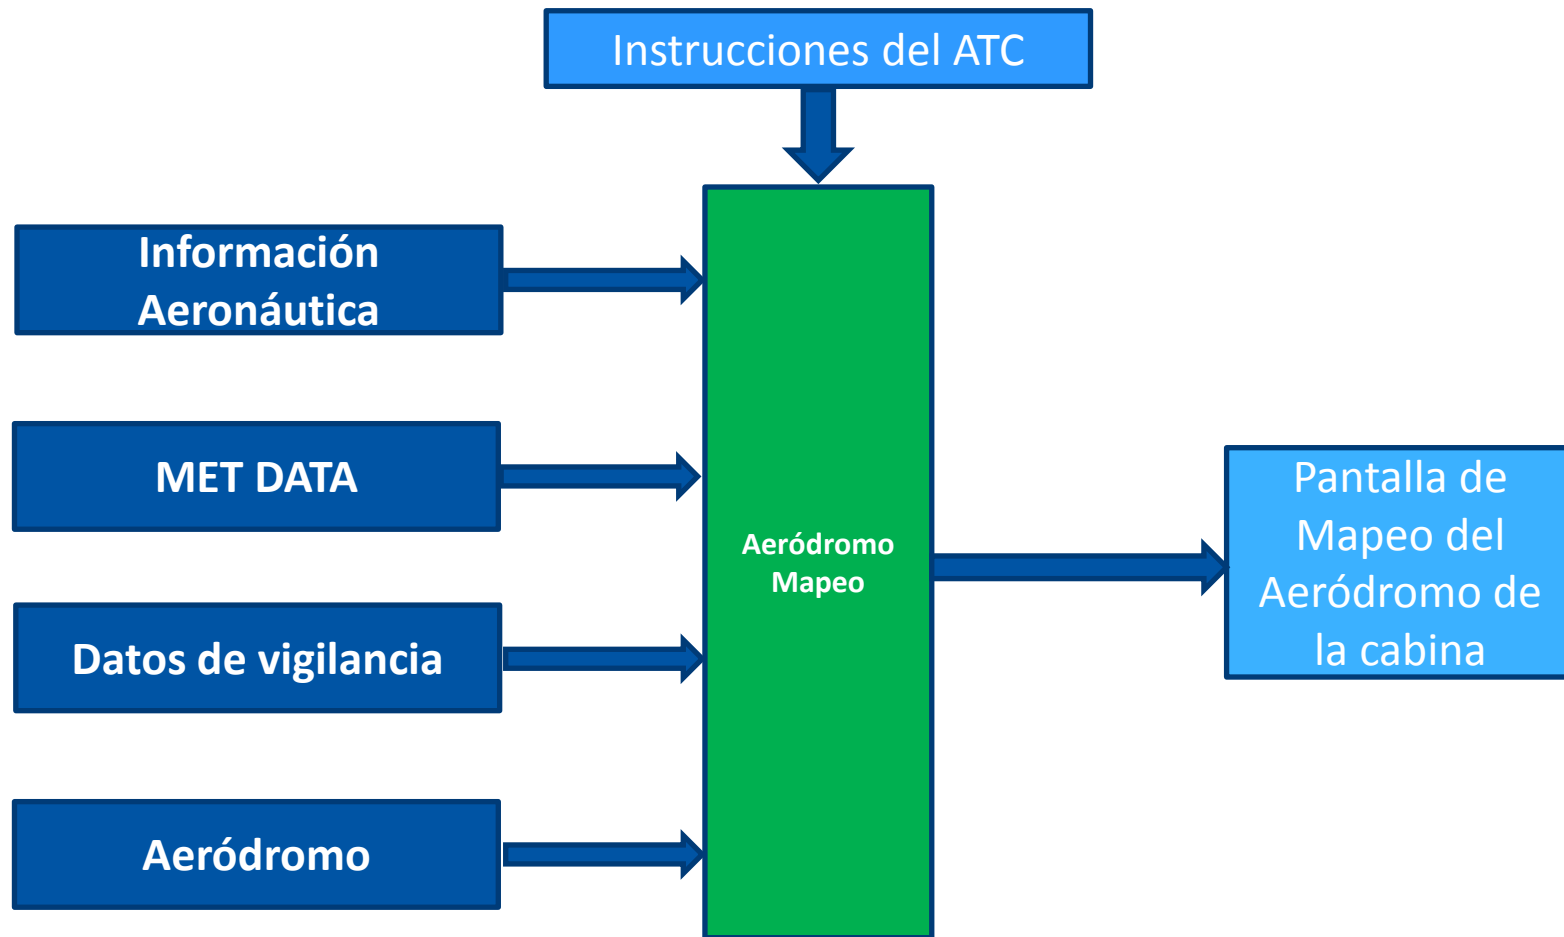 Instrucciones del ATC
Información
Aeronáutica
MET DATA
Datos de vigilancia
Aeródromo
Aeródromo
Mapeo
Pantalla de
Mapeo del
Aeródromo de
la cabina